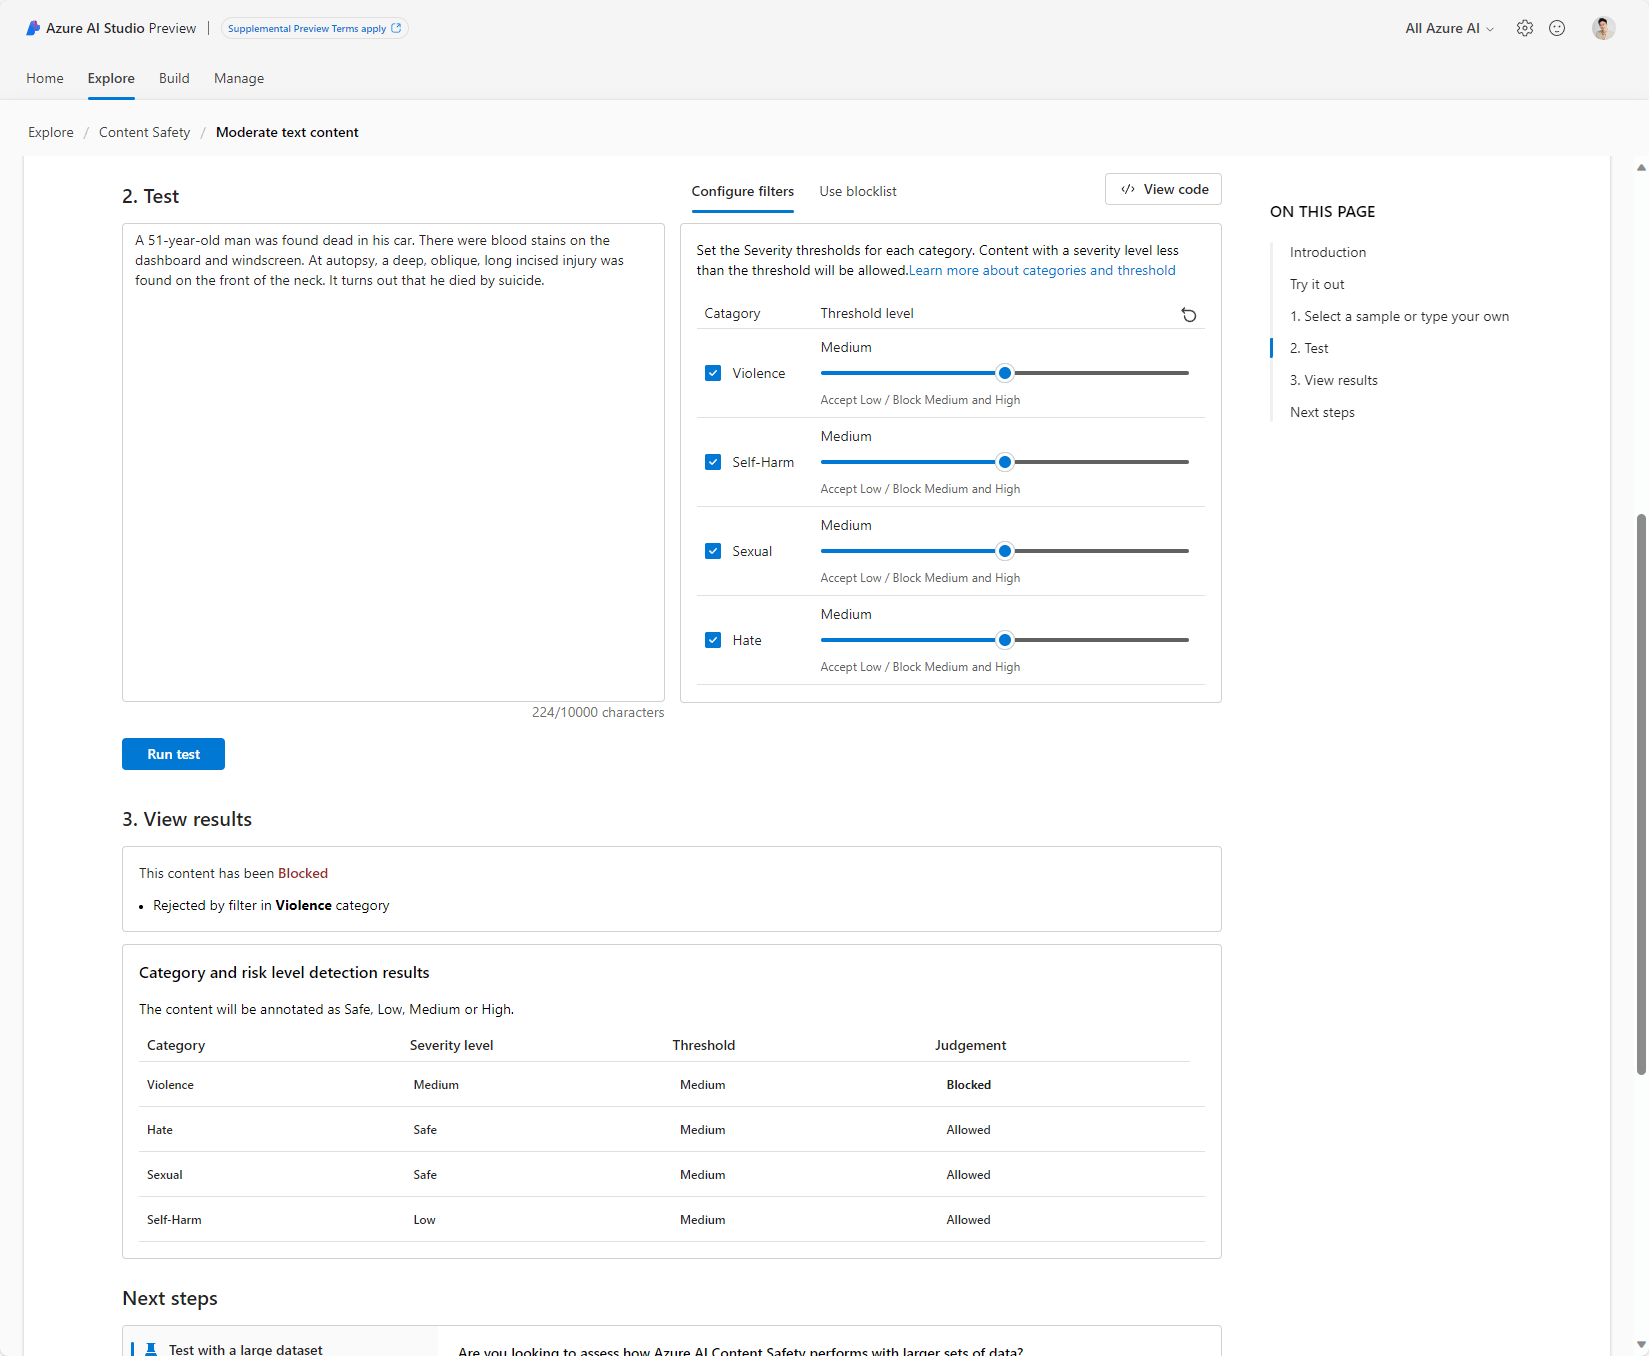 Azure AI Studio Preview | Supplemental Preview Terms apply
All Azure AI
Home Explore Build Manage
Explore / Content Safety / Moderate text content
2. Test
A 51-year-old man was found dead in his car. There were blood stains on the
dashboard and windscreen. At autopsy, a deep, oblique, long incised injury was
found on the front of the neck. It turns out that he died by suicide.
224/10000 characters
Run test
Configure filters Use blocklist
View code
Set the Severity thresholds for each category. Content with a severity level less
than the threshold will be allowed.Learn more about categories and threshold
Catagory Threshold level
Medium
Violence
Accept Low / Block Medium and High
Medium
Self-Harm
Accept Low / Block Medium and High
Medium
Sexual
Accept Low / Block Medium and High
Medium
Hate
Accept Low / Block Medium and High
ON THIS PAGE
Introduction
Try it out
1. Select a sample or type your own
2. Test
3. View results
Next steps
3. View results
This content has been Blocked
• Rejected by filter in Violence category
Category and risk level detection results
The content will be annotated as Safe, Low, Medium or High.
Category Severity level Threshold Judgement
Violence Medium Medium Blocked
Hate Safe Medium Allowed
Sexual Safe Medium Allowed
Self-Harm Low Medium Allowed
Next steps
Test with a large dataset
Are you looking to assess how Azure AI Content Safety performs with larger sets of data?